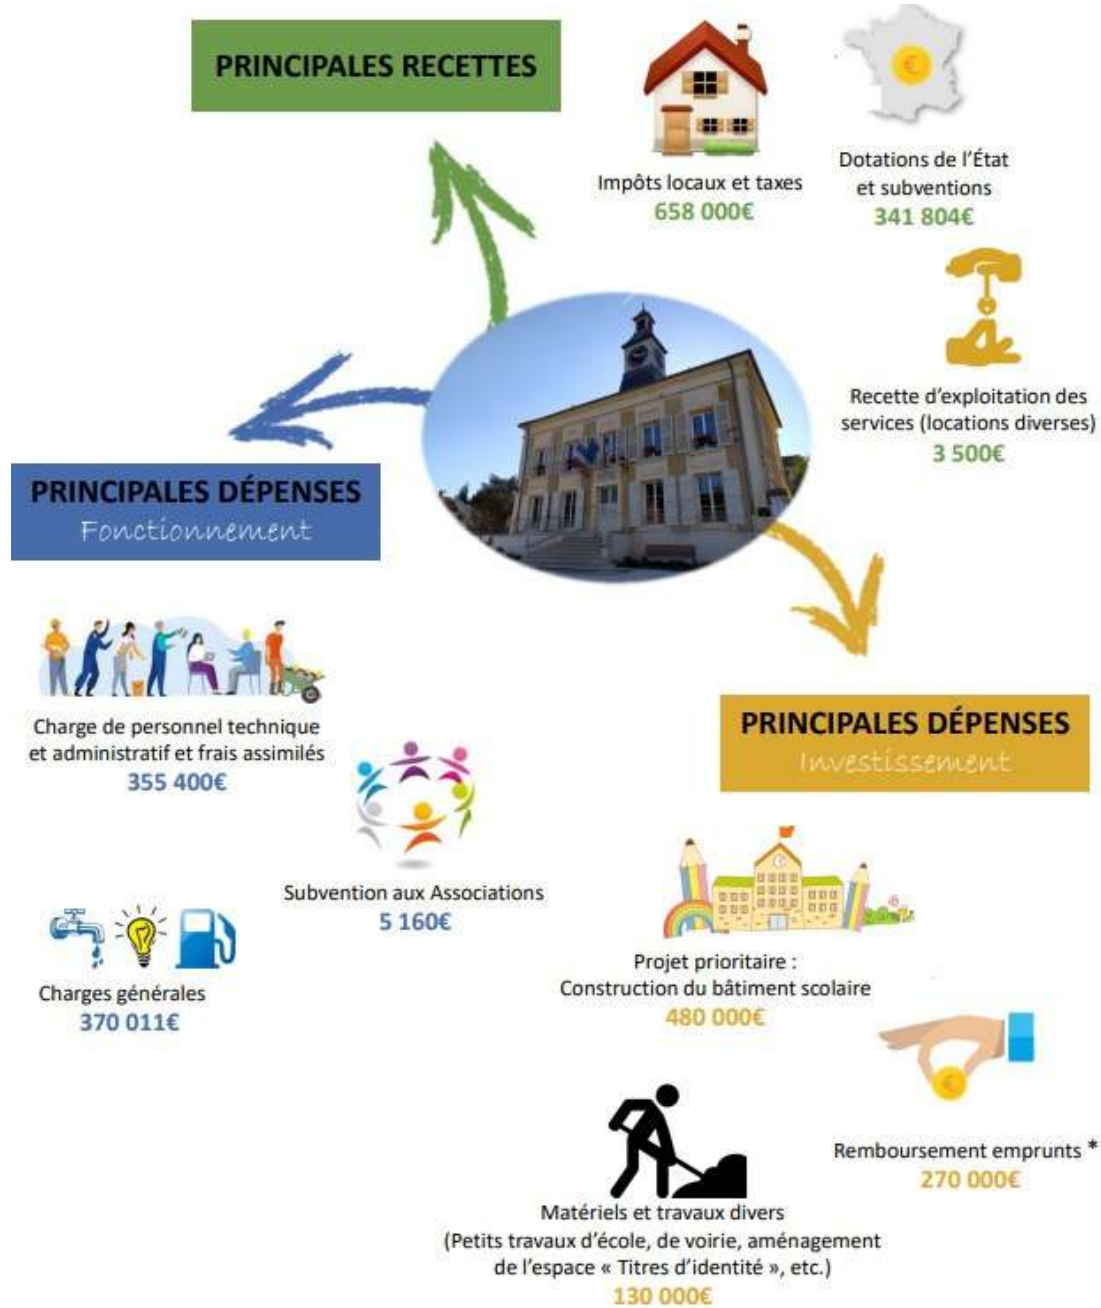 PRINCIPALES RECETTES
Impôts locaux et taxes
658 000€
Dotations de l'État
et subventions
341 804€
Recette d'exploitation des
services (locations diverses)
3 500€
PRINCIPALES DÉPENSES
Fonctionnement
Charge de personnel technique
et administratif et frais assimilés
355 400€
Subvention aux Associations
5 160€
Charges générales
370 011€
PRINCIPALES DÉPENSES
Investissement
Projet prioritaire :
Construction du bâtiment scolaire
480 000€
Remboursement emprunts *
270 000€
Matériels et travaux divers
(Petits travaux d'école, de voirie, aménagement
de l'espace « Titres d'identité », etc.)
130 000€